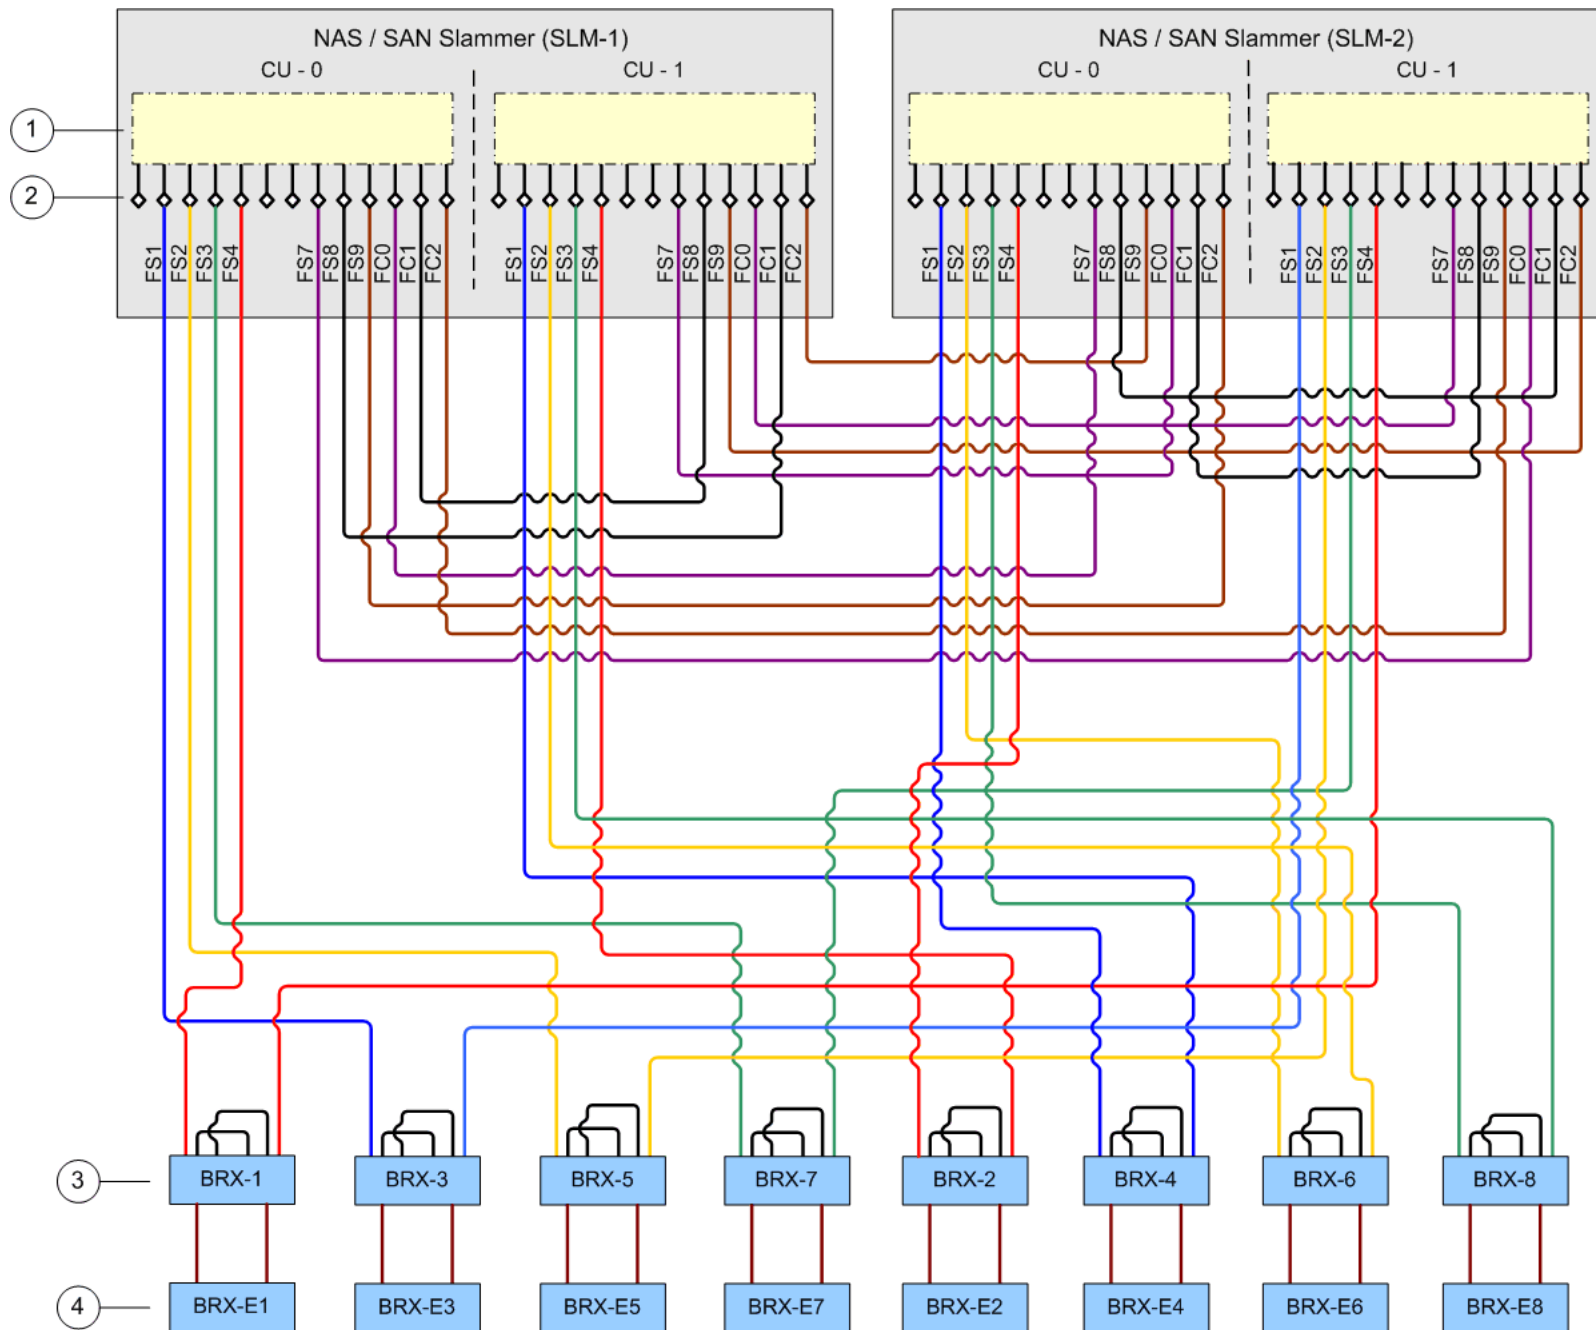 NAS / SAN Slammer (SLM-1)
NAS / SAN Slammer (SLM-2)
CU - 0
CU - 1
CU - 0
CU - 1
1
2
FS1
FS2
FS3
FS4
FS7
FS8
FS9
FC0
FC1
FC2
FS1
FS2
FS3
FS4
FS7
FS8
FS9
FC0
FC1
FC2
FS1
FS2
FS3
FS4
FS7
FS8
FS9
FC0
FC1
FC2
FS1
FS2
FS3
FS4
FS7
FS8
FS9
FC0
FC1
FC2
3
BRX-1
BRX-3
BRX-5
BRX-7
BRX-2
BRX-4
BRX-6
BRX-8
4
BRX-E1
BRX-E3
BRX-E5
BRX-E7
BRX-E2
BRX-E4
BRX-E6
BRX-E8